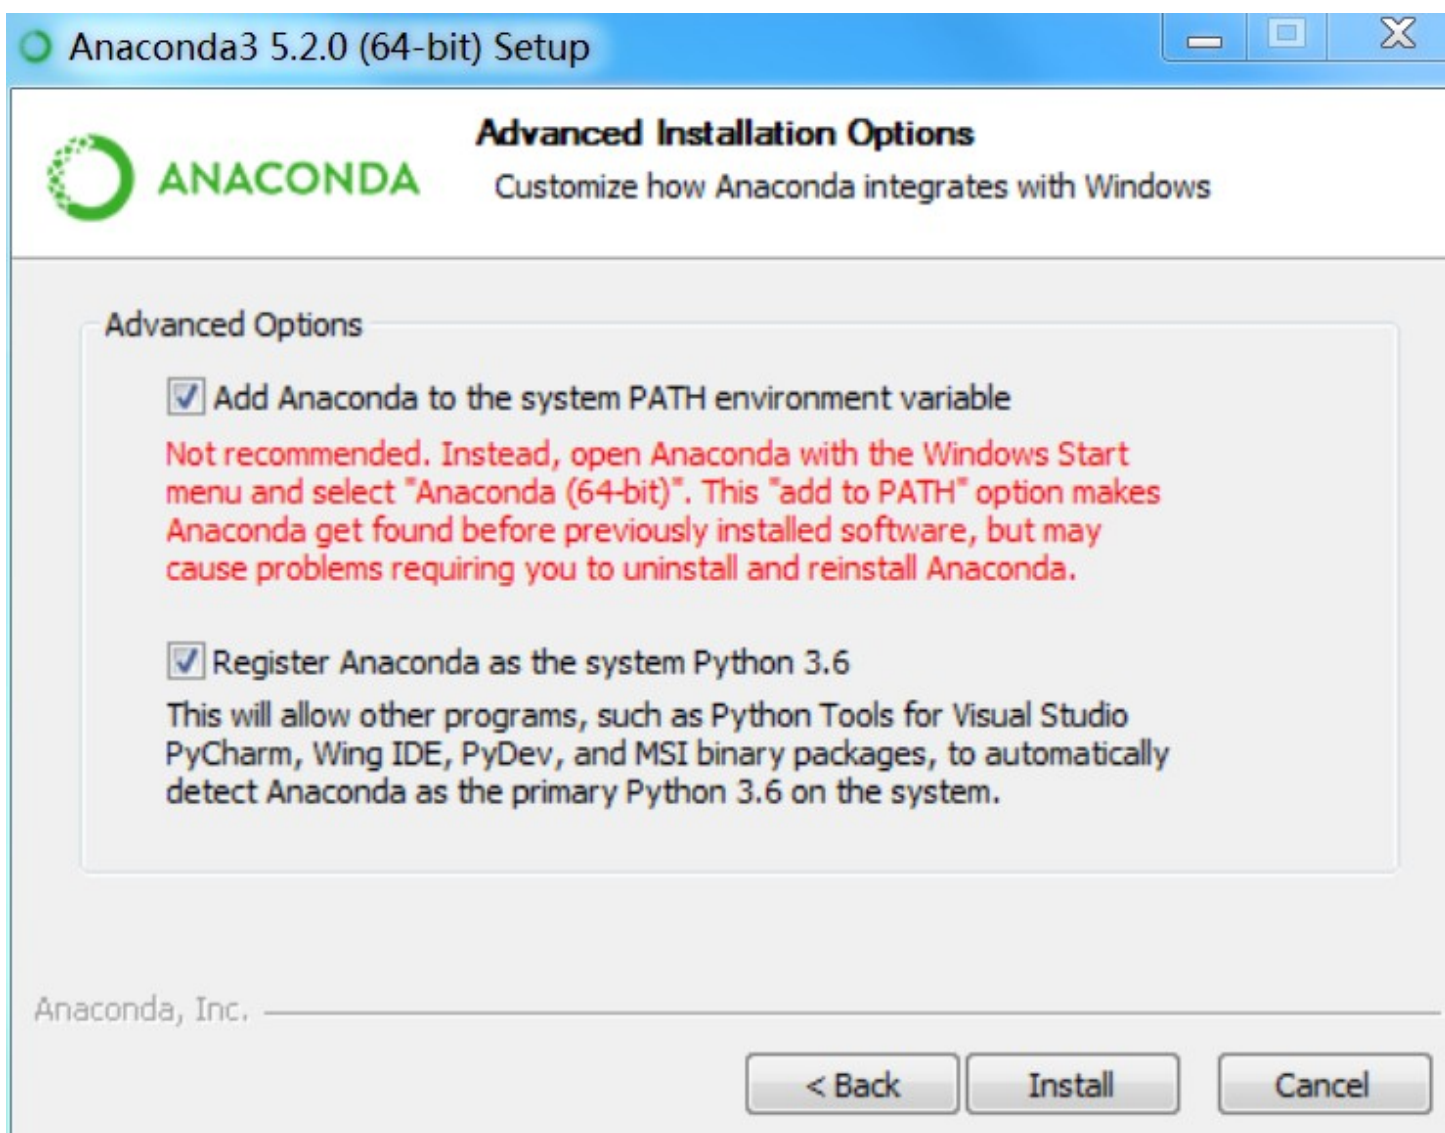 Anaconda3 5.2.0 (64-bit) Setup
ANACONDA
Advanced Installation Options
Customize how Anaconda integrates with Windows
Advanced Options
Add Anaconda to the system PATH environment variable
Not recommended. Instead, open Anaconda with the Windows Start
menu and select "Anaconda (64-bit)". This "add to PATH" option makes
Anaconda get found before previously installed software, but may
cause problems requiring you to uninstall and reinstall Anaconda.
Register Anaconda as the system Python 3.6
This will allow other programs, such as Python Tools for Visual Studio
PyCharm, Wing IDE, PyDev, and MSI binary packages, to automatically
detect Anaconda as the primary Python 3.6 on the system.
Anaconda, Inc.
< Back Install Cancel